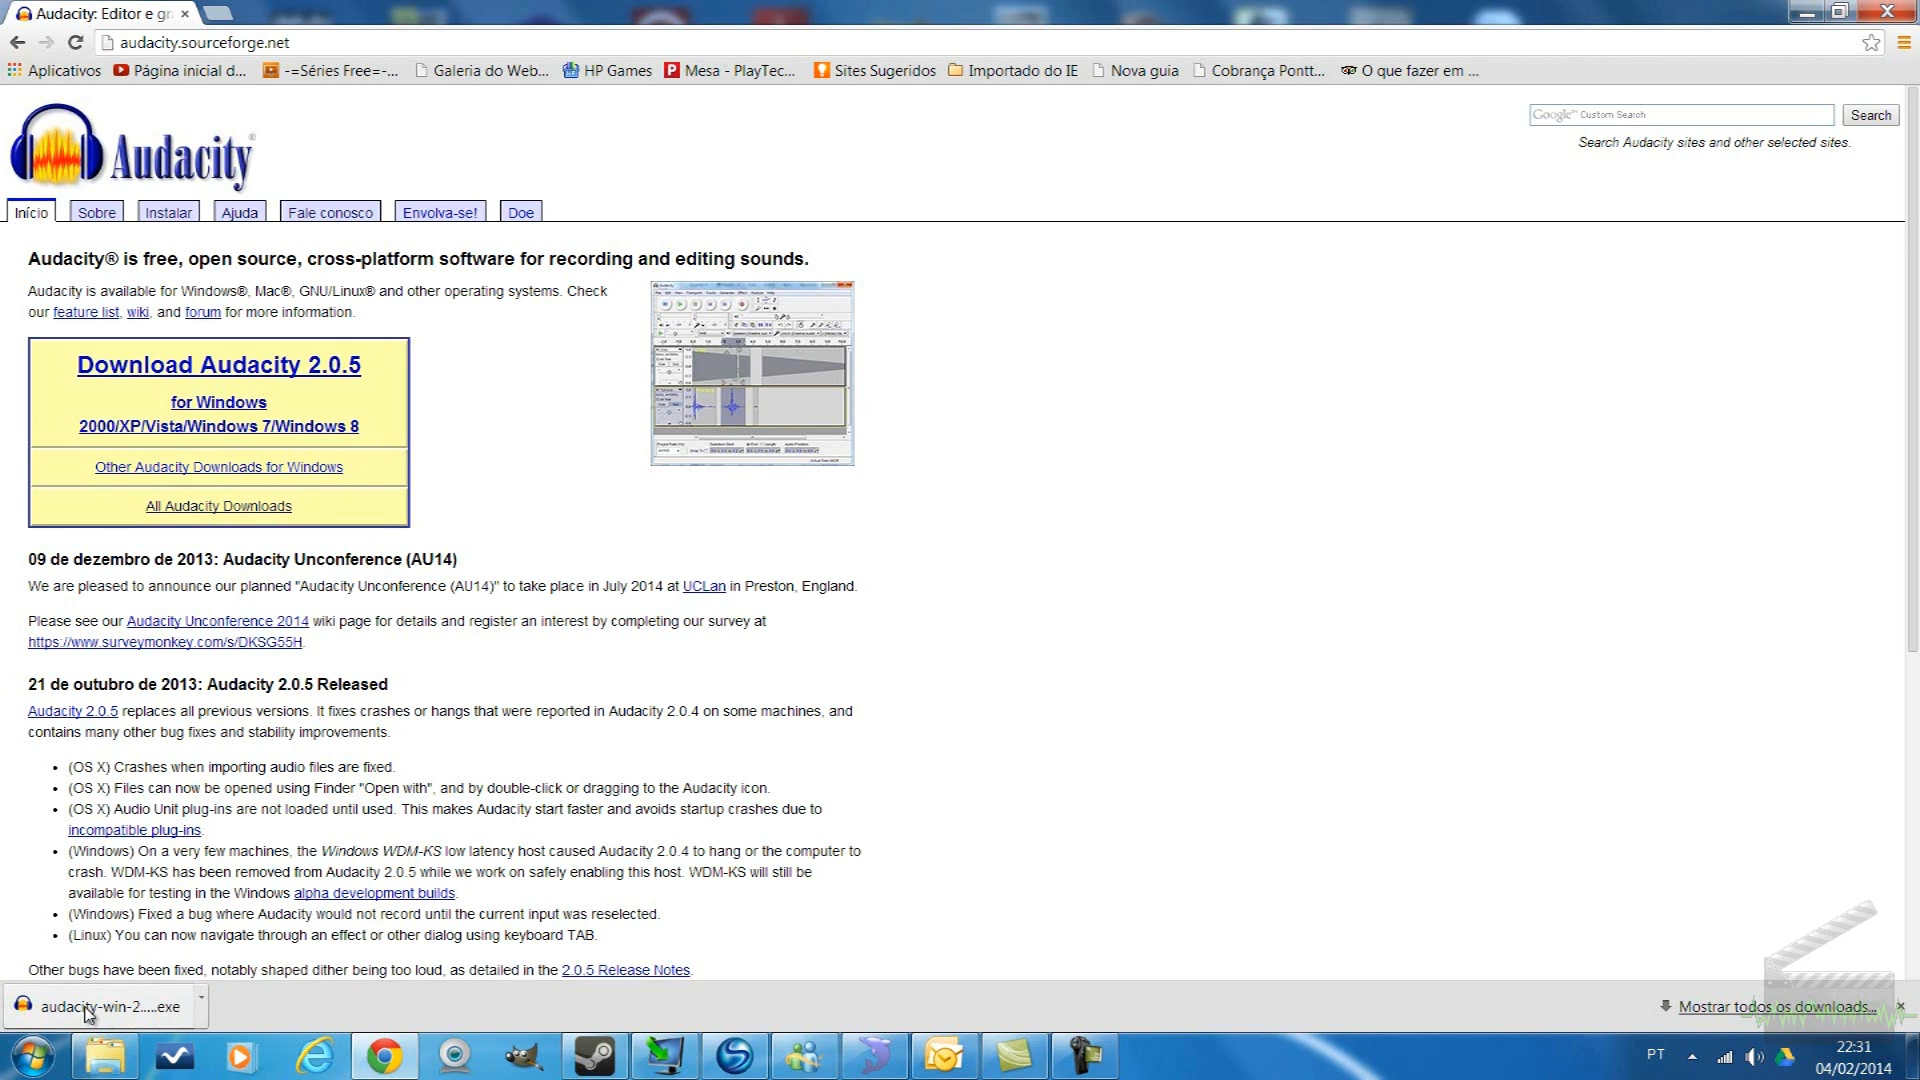 Audacity: Editor e gr
audacity.sourceforge.net
Aplicativos Página inicial d... -=Séries Free=-... Galeria do Web... HP Games Mesa - PlayTec... Sites Sugeridos Importado do IE Nova guia Cobrança Pontt... O que fazer em ...
Audacity®
Google™ Custom Search Search
Search Audacity sites and other selected sites.
Início Sobre Instalar Ajuda Fale conosco Envolva-se! Doe
Audacity® is free, open source, cross-platform software for recording and editing sounds.
Audacity is available for Windows®, Mac®, GNU/Linux® and other operating systems. Check
our feature list, wiki, and forum for more information.
Download Audacity 2.0.5
for Windows
2000/XP/Vista/Windows 7/Windows 8
Other Audacity Downloads for Windows
All Audacity Downloads
09 de dezembro de 2013: Audacity Unconference (AU14)
We are pleased to announce our planned "Audacity Unconference (AU14)" to take place in July 2014 at UCLan in Preston, England.
Please see our Audacity Unconference 2014 wiki page for details and register an interest by completing our survey at
https://www.surveymonkey.com/s/DKSG55H.
21 de outubro de 2013: Audacity 2.0.5 Released
Audacity 2.0.5 replaces all previous versions. It fixes crashes or hangs that were reported in Audacity 2.0.4 on some machines, and
contains many other bug fixes and stability improvements.
• (OS X) Crashes when importing audio files are fixed.
• (OS X) Files can now be opened using Finder "Open with", and by double-click or dragging to the Audacity icon.
• (OS X) Audio Unit plug-ins are not loaded until used. This makes Audacity start faster and avoids startup crashes due to
incompatible plug-ins.
• (Windows) On a very few machines, the Windows WDM-KS low latency host caused Audacity 2.0.4 to hang or the computer to
crash. WDM-KS has been removed from Audacity 2.0.5 while we work on safely enabling this host. WDM-KS will still be
available for testing in the Windows alpha development builds.
• (Windows) Fixed a bug where Audacity would not record until the current input was reselected.
• (Linux) You can now navigate through an effect or other dialog using keyboard TAB.
Other bugs have been fixed, notably shaped dither being too loud, as detailed in the 2.0.5 Release Notes.
audacity-win-2.....exe
Mostrar todos os downloads...
PT
22:31
04/02/2014